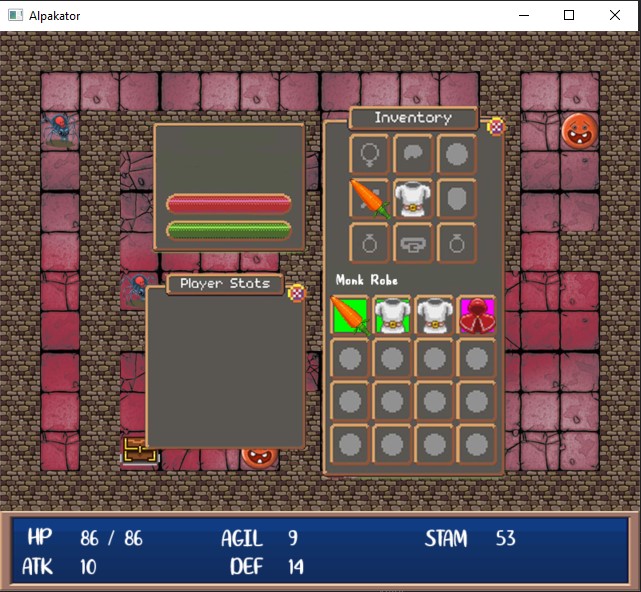 Alpakator
Inventory
Monk Robe
Player Stats
HP 86 / 86 AGIL 9 STAM 53
ATK 10 DEF 14